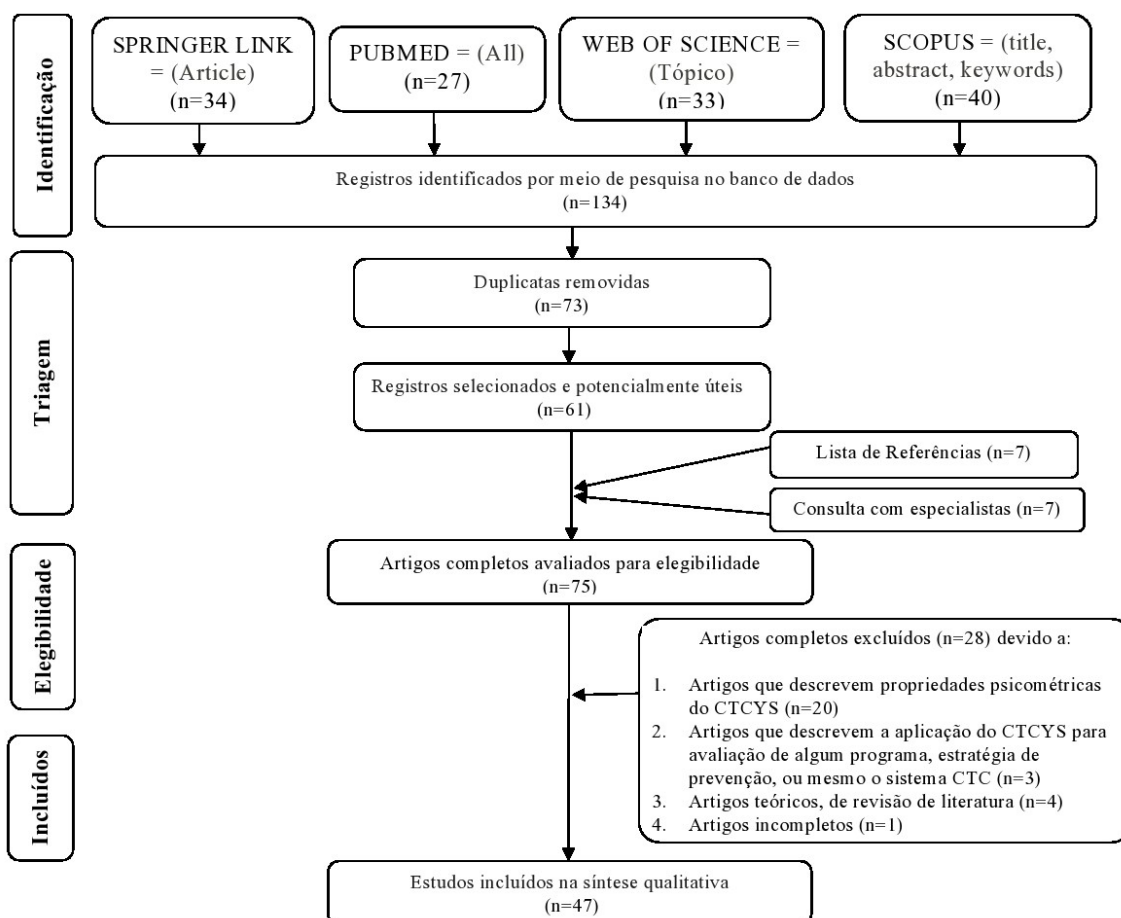 SPRINGER LINK
= (Article)
(n=34)
PUBMED = (All)
(n=27)
WEB OF SCIENCE =
(Tópico)
(n=33)
SCOPUS = (title,
abstract, keywords)
(n=40)
Identificação
Registros identificados por meio de pesquisa no banco de dados
(n=134)
Triagem
Duplicatas removidas
(n=73)
Registros selecionados e potencialmente úteis
(n=61)
Lista de Referências (n=7)
Consulta com especialistas (n=7)
Elegibilidade
Artigos completos avaliados para elegibilidade
(n=75)
Artigos completos excluídos (n=28) devido a:
1. Artigos que descrevem propriedades psicométricas
do CTCYS (n=20)
2. Artigos que descrevem a aplicação do CTCYS para
avaliação de algum programa, estratégia de
prevenção, ou mesmo o sistema CTC (n=3)
3. Artigos teóricos, de revisão de literatura (n=4)
4. Artigos incompletos (n=1)
Incluídos
Estudos incluídos na síntese qualitativa
(n=47)